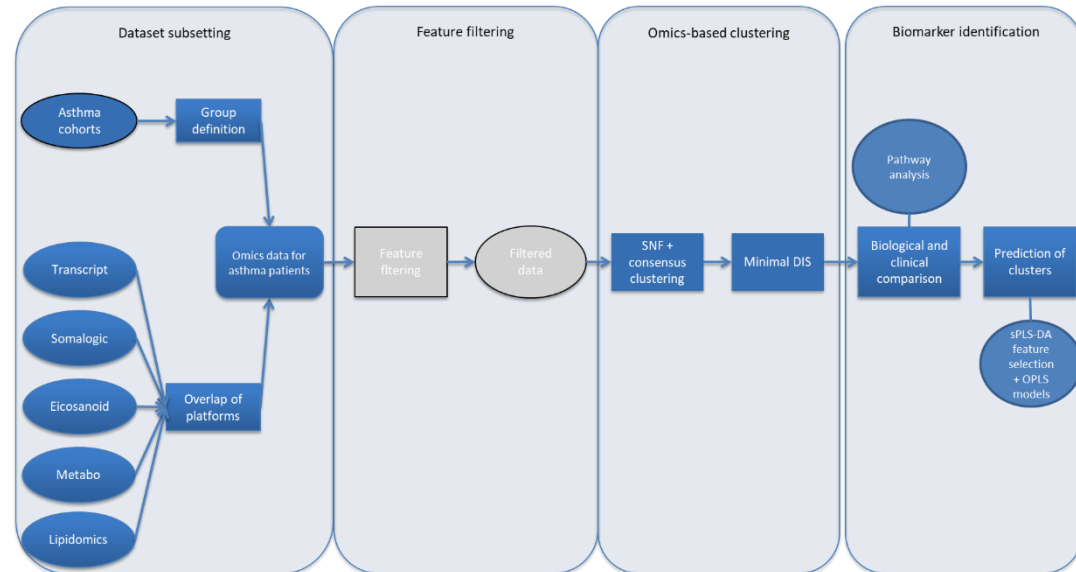 Dataset subsetting
Feature filtering
Omics-based clustering
Biomarker identification
Asthma
cohorts
Group
definition
Pathway
analysis
Omics data for
asthma patients
Feature
filtering
Filtered
data
SNF +
consensus
clustering
Minimal DIS
Biological and
clinical
comparison
Prediction of
clusters
Transcript
Somalogic
Eicosanoid
Metabo
Lipidomics
Overlap of
platforms
sPLS-DA
feature
selection
+ OPLS
models